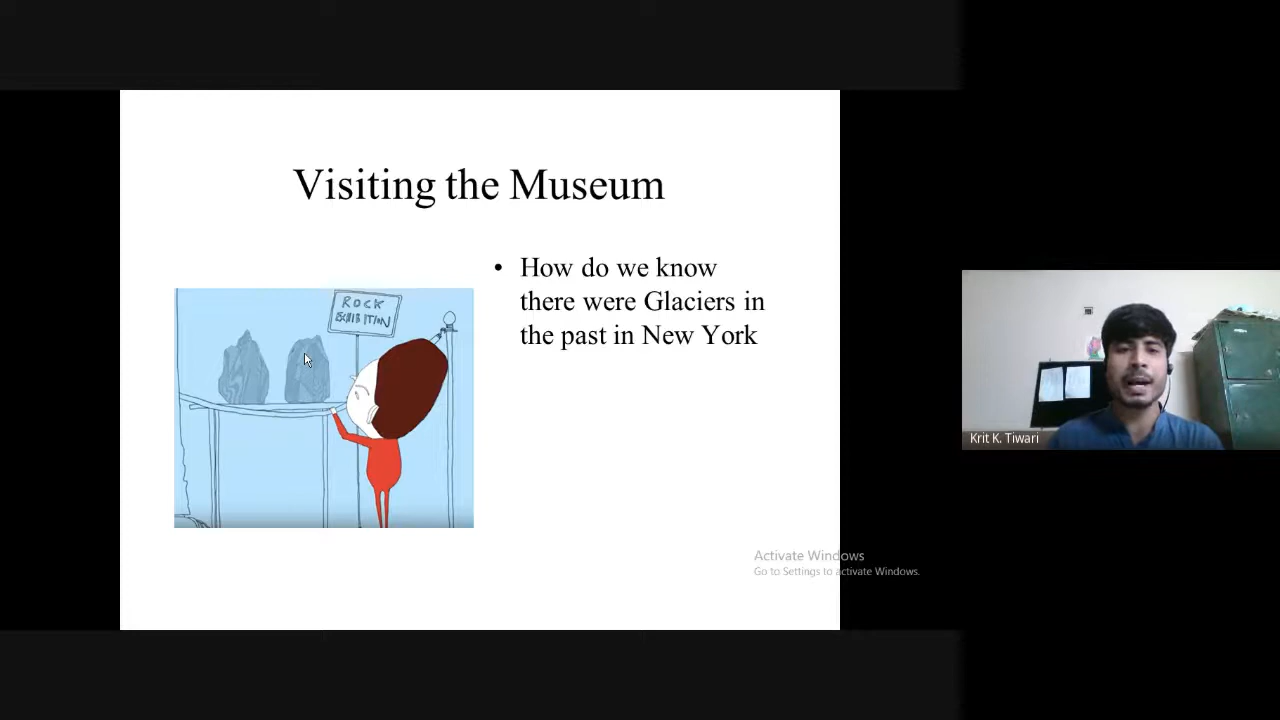 Visiting the Museum
• How do we know
there were Glaciers in
the past in New York
ROCK
EXHIBITION
Krit K. Tiwari
Activate Windows
Go to Settings to activate Windows.